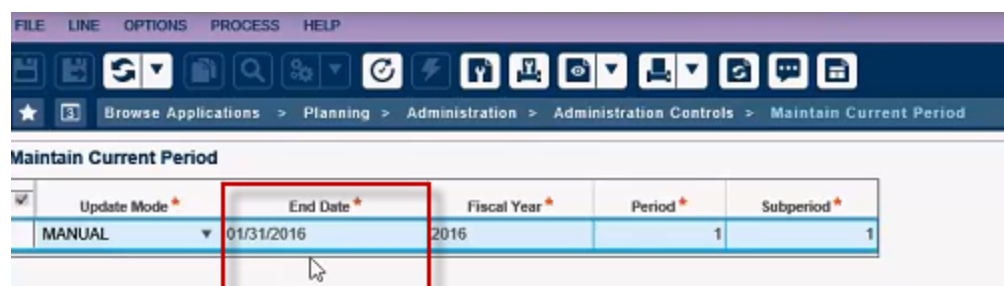 FILE LINE OPTIONS PROCESS HELP
3 Browse Applications > Planning > Administration > Administration Controls > Maintain Current Period
Maintain Current Period
Update Mode * End Date * Fiscal Year * Period * Subperiod *
MANUAL 01/31/2016 2016 1 1